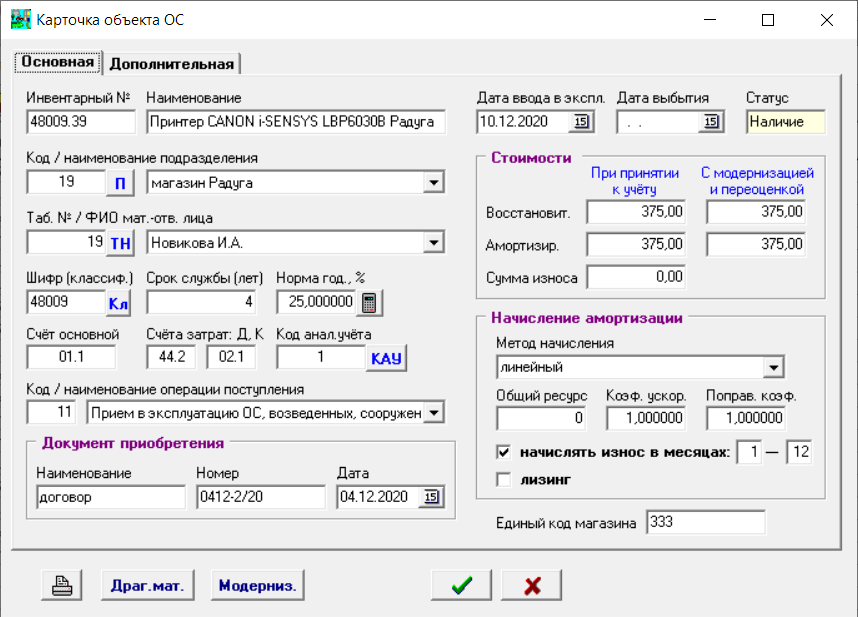 Карточка объекта ОС
Основная Дополнительная
Инвентарный № Наименование Дата ввода в экспл. Дата выбытия Статус
48009.39 Принтер CANON i-SENSYS LBP6030B Радуга 10.12.2020 15 . . 15 Наличие
Код / наименование подразделения
19 П магазин Радуга
Таб. № / ФИО мат.-отв. лица
19 ТН Новикова И.А.
Шифр (классиф.) Срок службы (лет) Норма год., %
48009 Кл 4 25,000000
Счёт основной Счёта затрат: Д, К Код анал.учёта
01.1 44.2 02.1 1 КАУ
Код / наименование операции поступления
11 Прием в эксплуатацию ОС, возведенных, сооружен
Документ приобретения
Наименование Номер Дата
договор 0412-2/20 04.12.2020 15
Стоимости
При принятии к учёту
С модернизацией и переоценкой
Восстановит. 375,00 375,00
Амортизир. 375,00 375,00
Сумма износа 0,00
Начисление амортизации
Метод начисления
линейный
Общий ресурс Коэф. ускор. Поправ. коэф.
0 1,000000 1,000000
начислять износ в месяцах: 1 — 12
лизинг
Единый код магазина 333
Драг.мат. Модерниз.